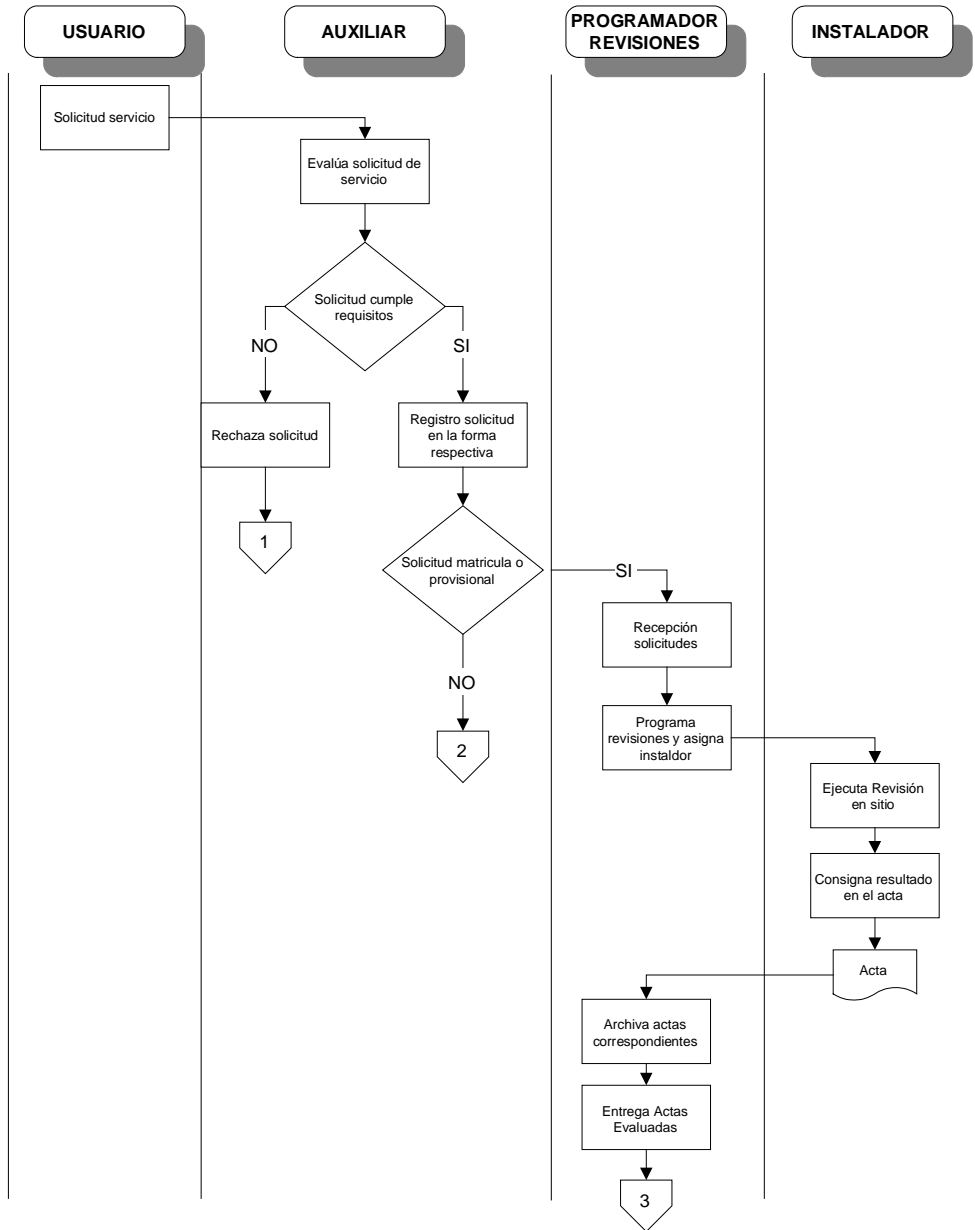 USUARIO
AUXILIAR
PROGRAMADOR
REVISIONES
INSTALADOR
Solicitud servicio
Evalúa solicitud de
servicio
Solicitud cumple
requisitos
NO
SI
Rechaza solicitud
Registro solicitud
en la forma
respectiva
1
Solicitud matricula o
provisional
SI
Recepción
solicitudes
NO
2
Programa
revisiones y asigna
instaldor
Ejecuta Revisión
en sitio
Consigna resultado
en el acta
Acta
Archiva actas
correspondientes
Entrega Actas
Evaluadas
3